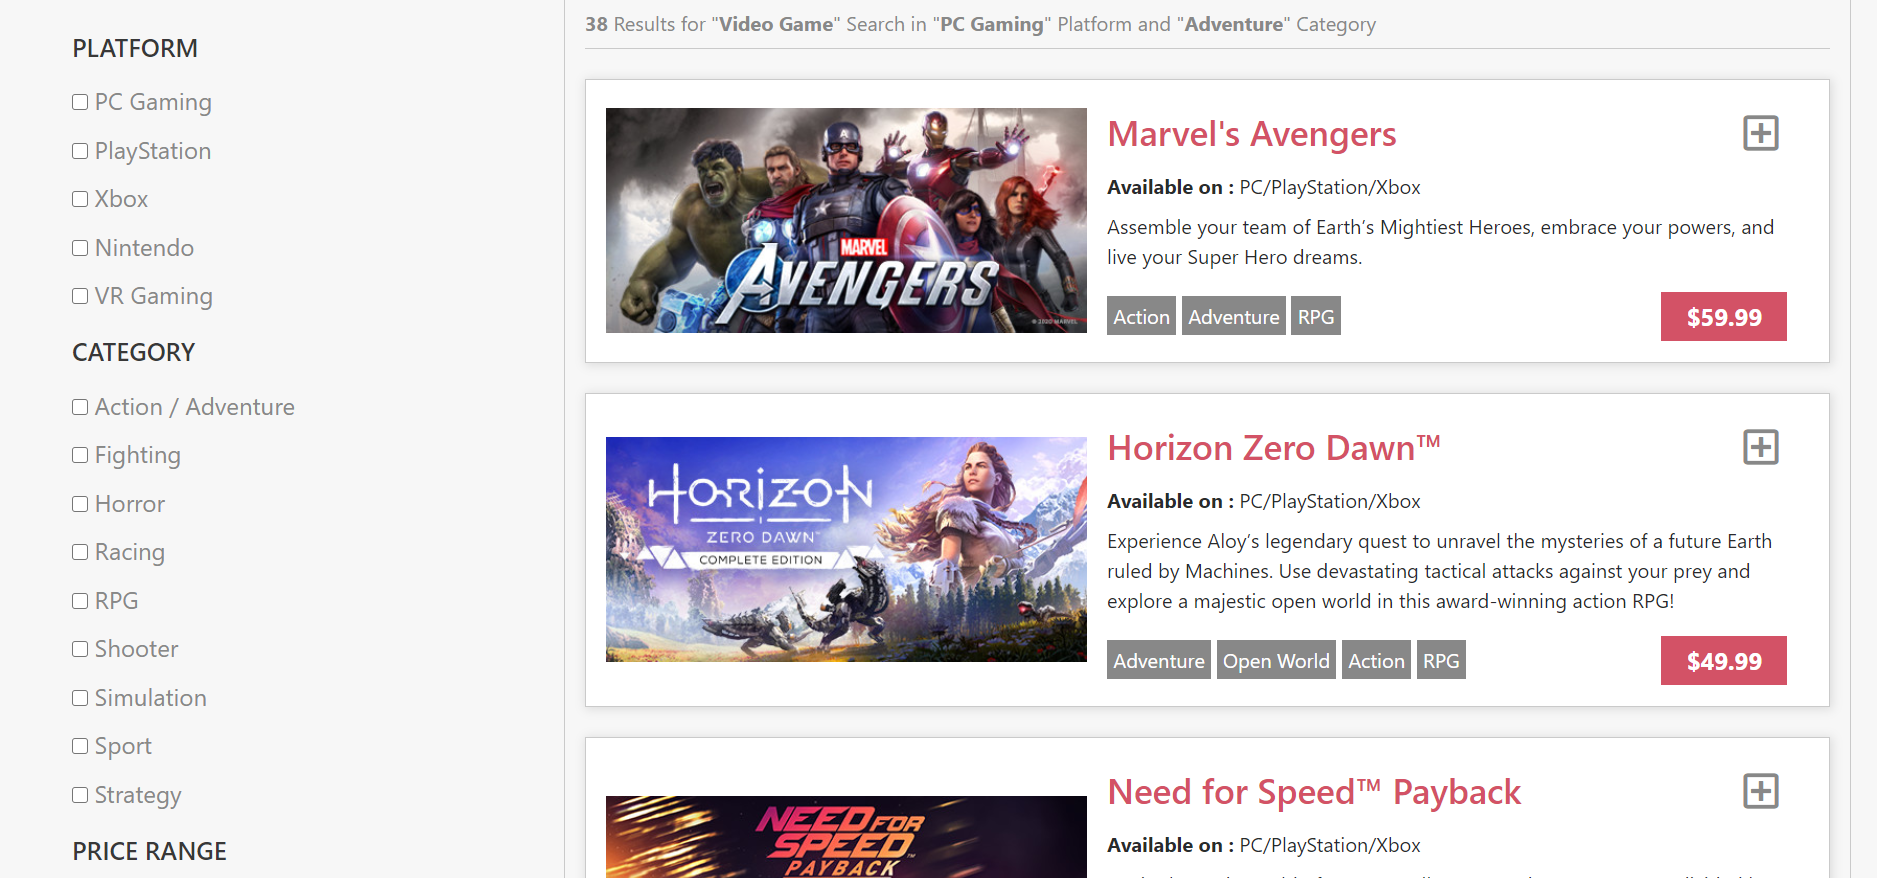 PLATFORM
PC Gaming
PlayStation
Xbox
Nintendo
VR Gaming
CATEGORY
Action / Adventure
Fighting
Horror
Racing
RPG
Shooter
Simulation
Sport
Strategy
PRICE RANGE
38 Results for "Video Game" Search in "PC Gaming" Platform and "Adventure" Category
MARVEL
AVENGERS
© 2020 MARVEL
Marvel's Avengers
Available on : PC/PlayStation/Xbox
Assemble your team of Earth’s Mightiest Heroes, embrace your powers, and
live your Super Hero dreams.
Action Adventure RPG
$59.99
HORIZON
ZERO DAWN™
COMPLETE EDITION
Horizon Zero Dawn™
Available on : PC/PlayStation/Xbox
Experience Aloy’s legendary quest to unravel the mysteries of a future Earth
ruled by Machines. Use devastating tactical attacks against your prey and
explore a majestic open world in this award-winning action RPG!
Adventure Open World Action RPG
$49.99
NEED FOR
SPEED™
PAYBACK
Need for Speed™ Payback
Available on : PC/PlayStation/Xbox